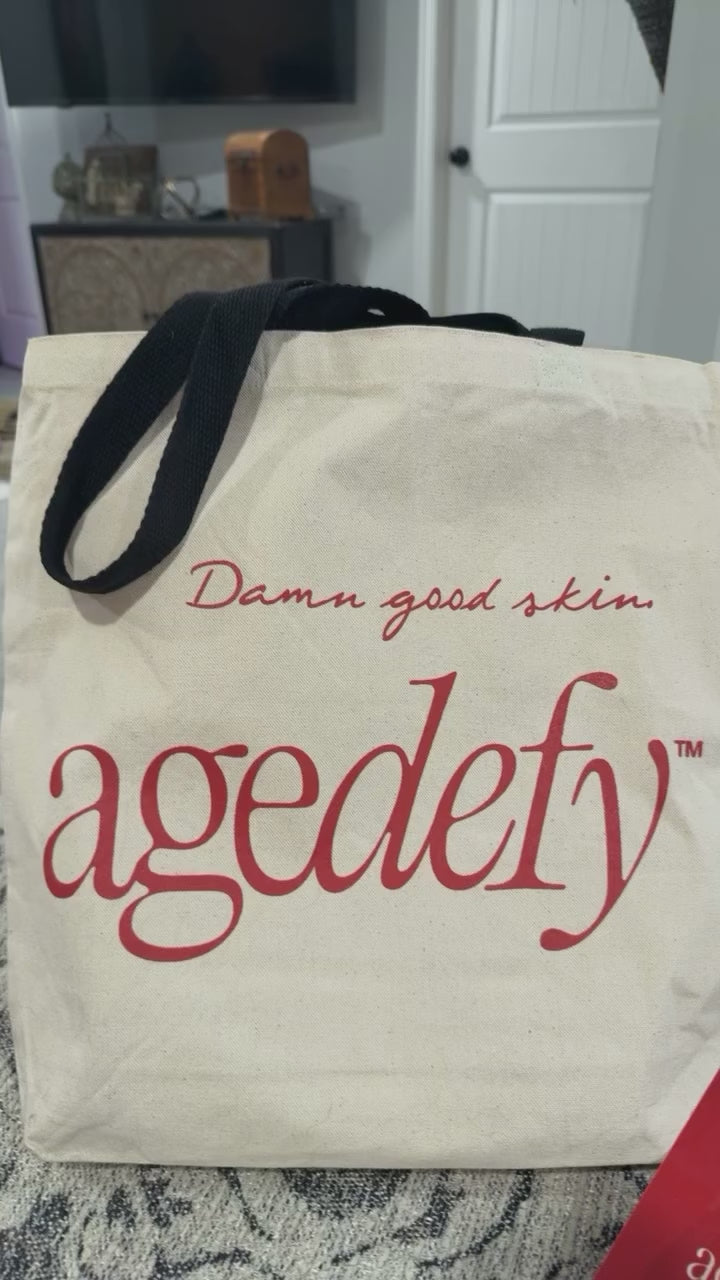 Damn good skin.
agedefy™
a